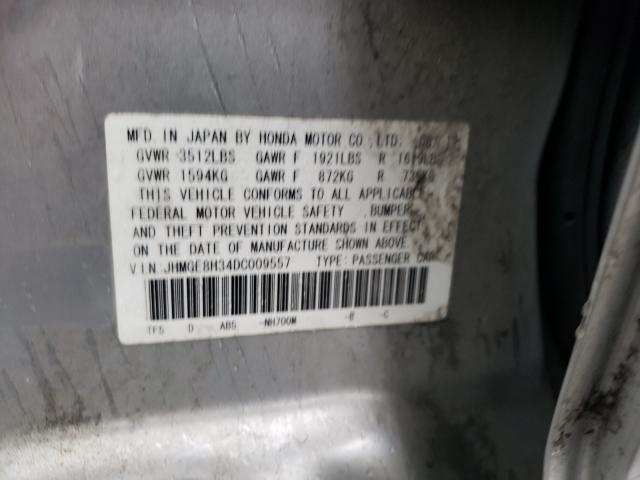 MFD. IN JAPAN BY HONDA MOTOR CO., LTD.
GVWR 3512LBS GAWR F 1921LBS R
GVWR 1594KG GAWR F 872KG R
THIS VEHICLE CONFORMS TO ALL APPLICABLE
FEDERAL MOTOR VEHICLE SAFETY, BUMPER,
AND THEFT PREVENTION STANDARDS IN EFFECT
ON THE DATE OF MANUFACTURE SHOWN ABOVE.
VIN:JHMGE8H34DC009557 TYPE: PASSENGER CAR
TF5 D AB5 -NH700M -B -C